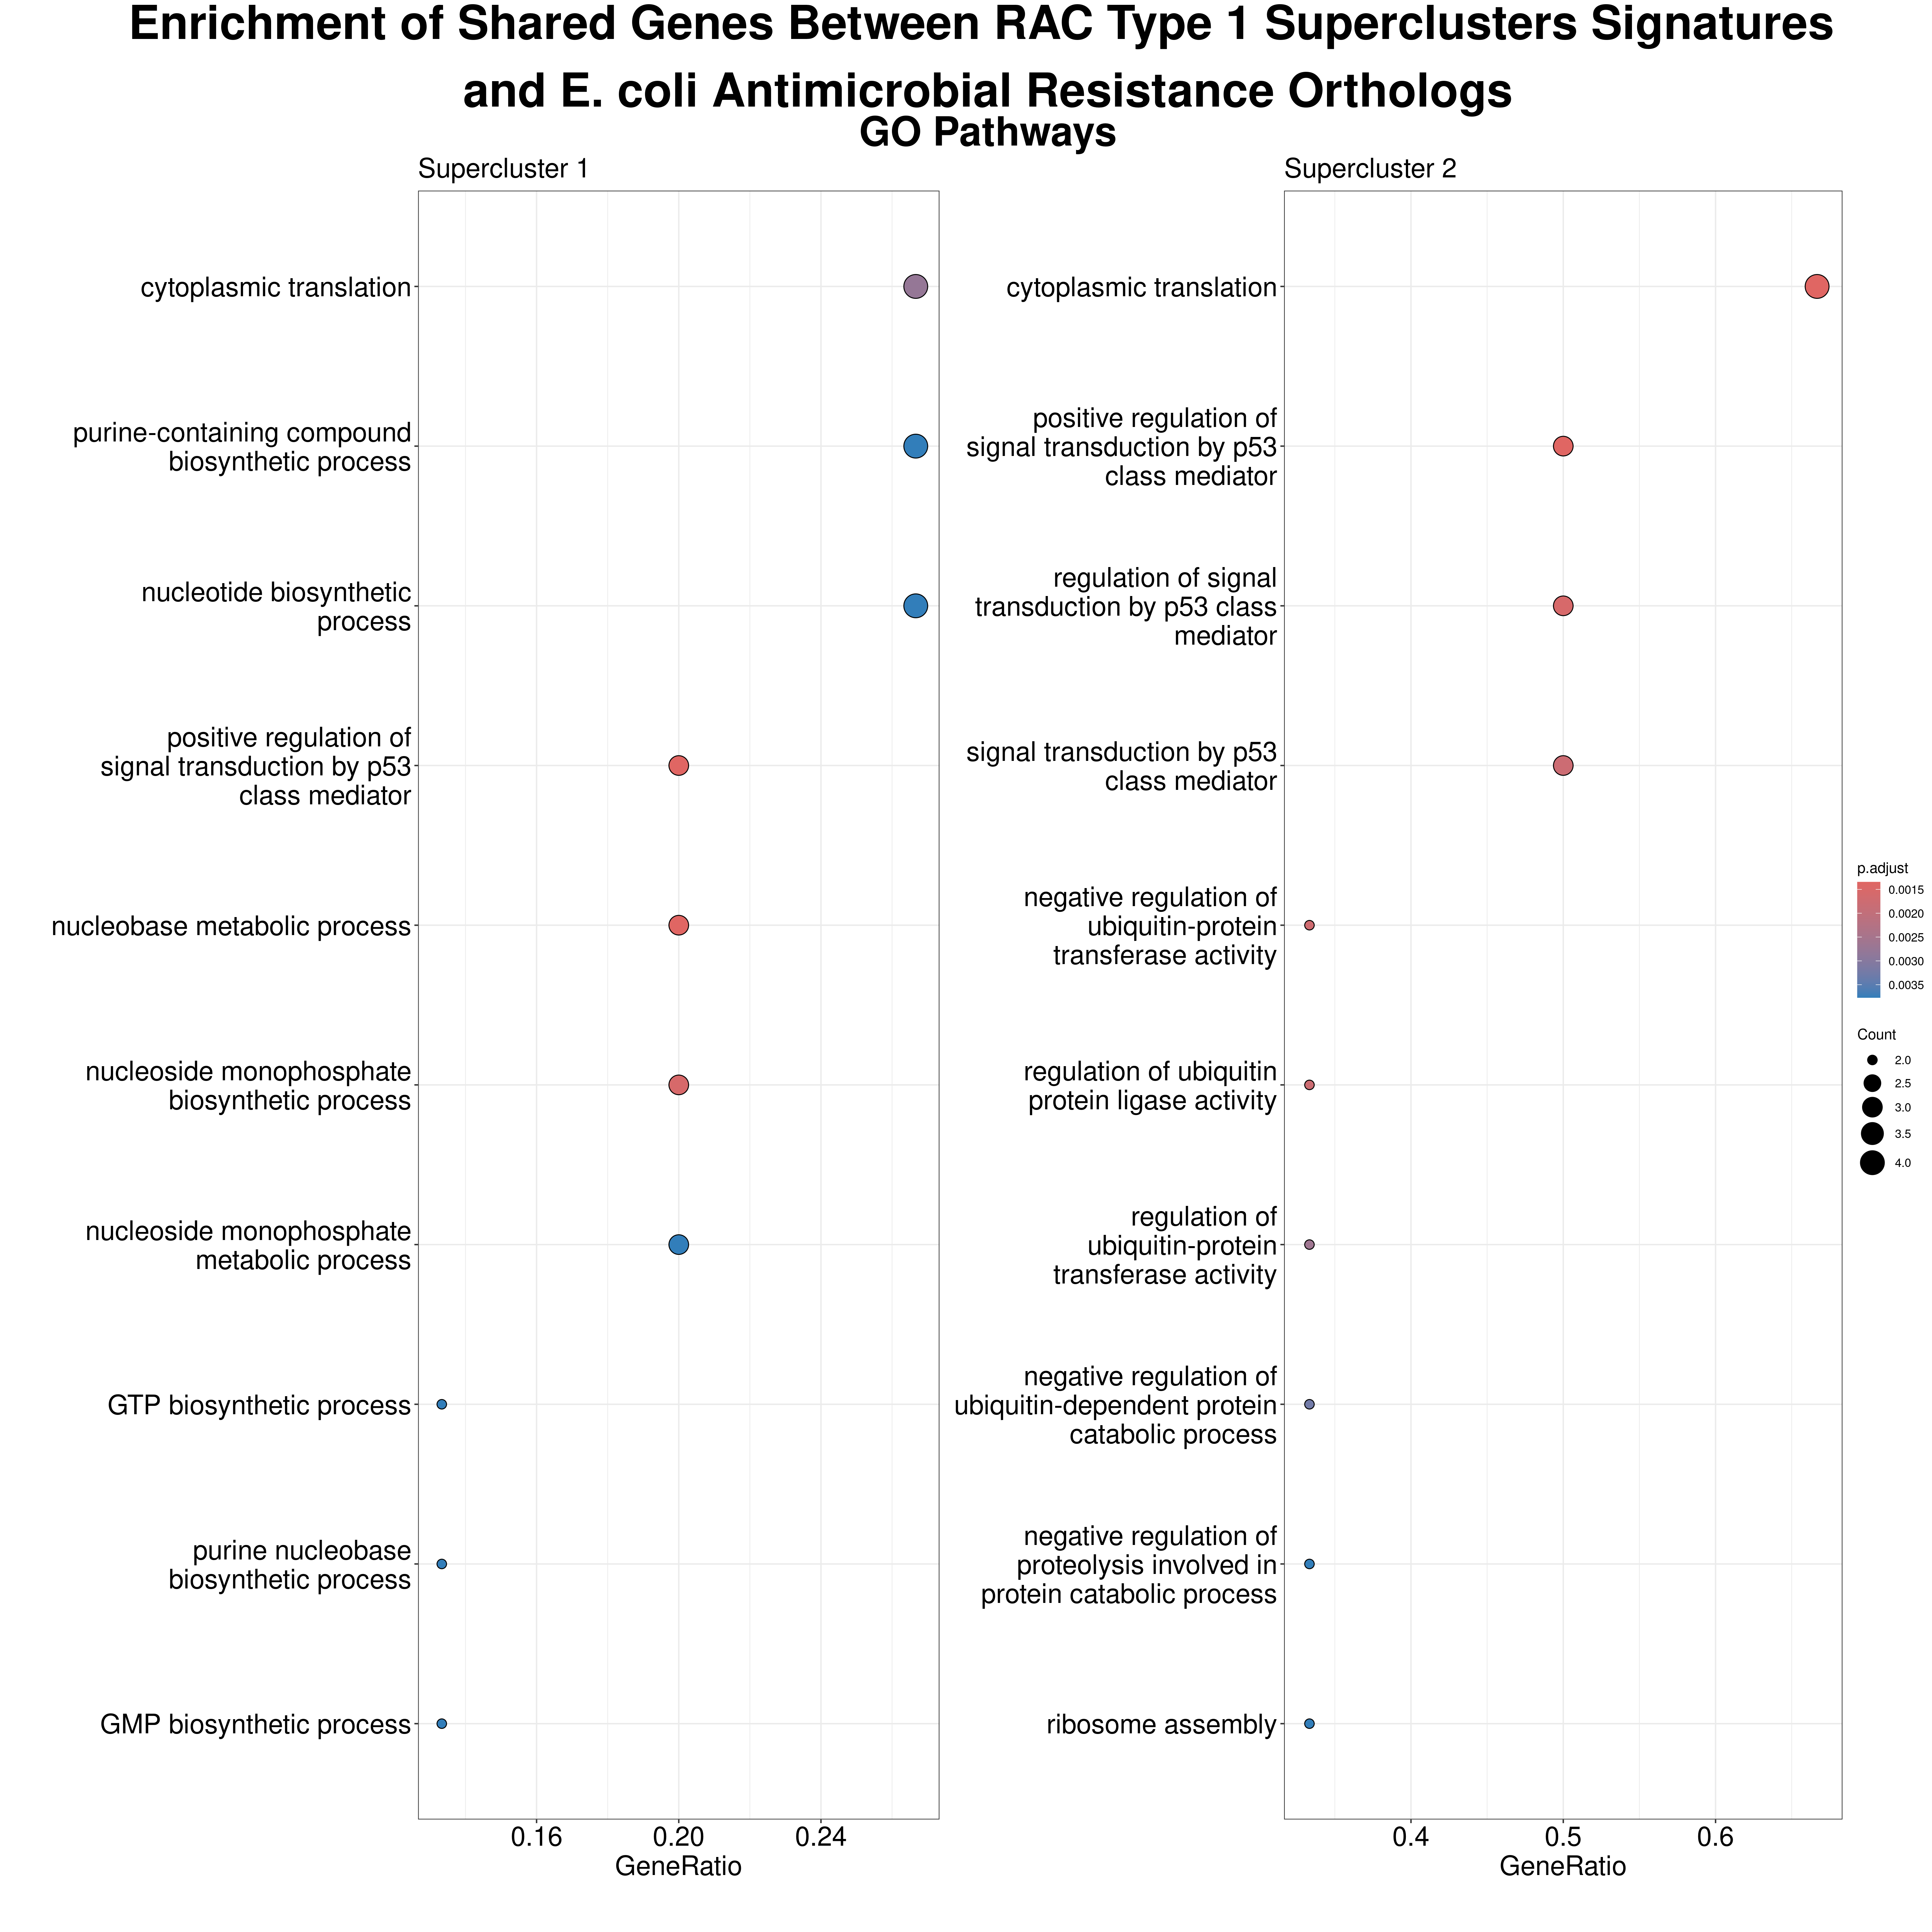 Enrichment of Shared Genes Between RAC Type 1 Superclusters Signatures
and E. coli Antimicrobial Resistance Orthologs
GO Pathways
Supercluster 1
cytoplasmic translation
purine-containing compound
biosynthetic process
nucleotide biosynthetic
process
positive regulation of
signal transduction by p53
class mediator
nucleobase metabolic process
nucleoside monophosphate
biosynthetic process
nucleoside monophosphate
metabolic process
GTP biosynthetic process
purine nucleobase
biosynthetic process
GMP biosynthetic process
0.16 0.20 0.24
GeneRatio
Supercluster 2
cytoplasmic translation
positive regulation of
signal transduction by p53
class mediator
regulation of signal
transduction by p53 class
mediator
signal transduction by p53
class mediator
negative regulation of
ubiquitin-protein
transferase activity
regulation of ubiquitin
protein ligase activity
regulation of
ubiquitin-protein
transferase activity
negative regulation of
ubiquitin-dependent protein
catabolic process
negative regulation of
proteolysis involved in
protein catabolic process
ribosome assembly
0.4 0.5 0.6
GeneRatio
p.adjust
0.0015
0.0020
0.0025
0.0030
0.0035
Count
2.0
2.5
3.0
3.5
4.0